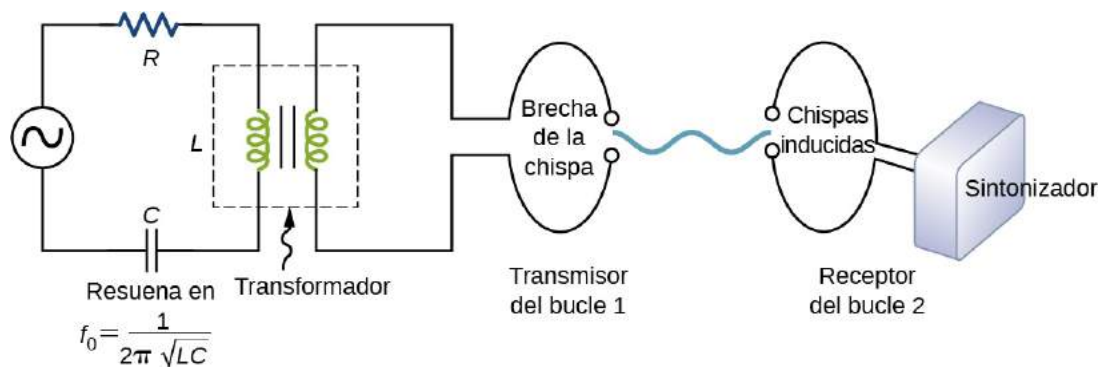 R
L
C
Resuena en
f₀ = 1 / 2π √LC
Transformador
Brecha
de la
chispa
Transmisor
del bucle 1
Chispas
inducidas
Receptor
del bucle 2
Sintonizador